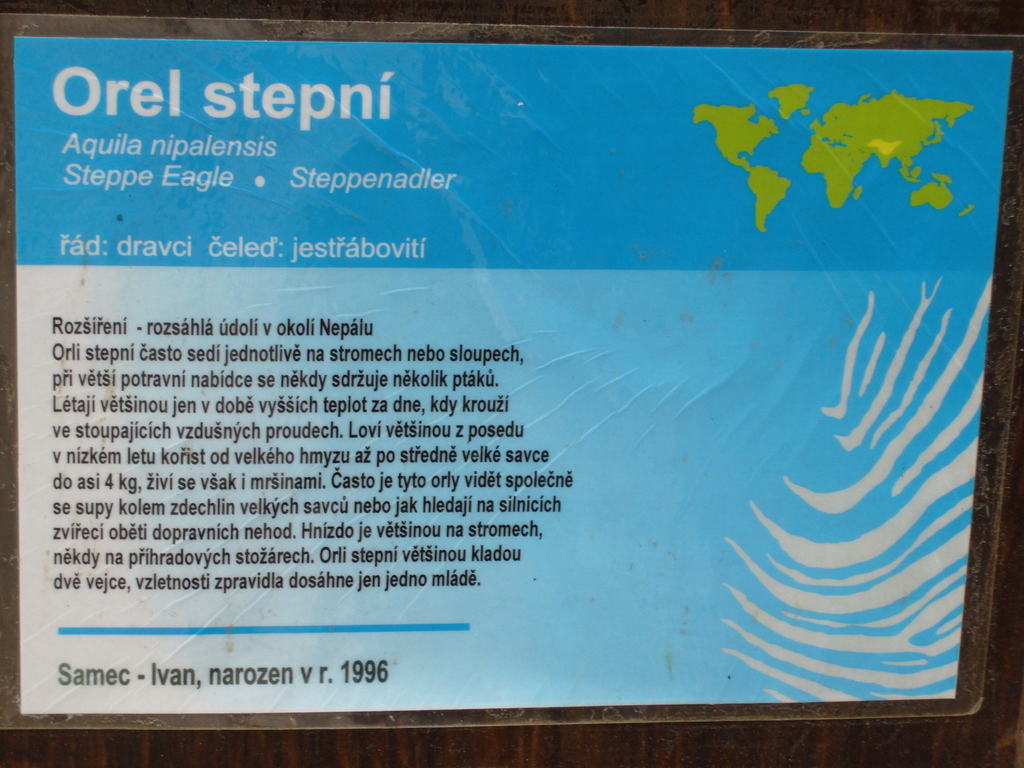 Orel stepní
Aquila nipalensis
Steppe Eagle • Steppenadler
řád: dravci čeleď: jestřábovití
Rozšíření - rozsáhlá údolí v okolí Nepálu
Orli stepní často sedí jednotlivě na stromech nebo sloupech,
při větší potravní nabídce se někdy sdržuje několik ptáků.
Létají většinou jen v době vyšších teplot za dne, kdy krouží
ve stoupajících vzdušných proudech. Loví většinou z posedu
v nízkém letu kořist od velkého hmyzu až po středně velké savce
do asi 4 kg, živí se však i mršinami. Často je tyto orly vidět společně
se supy kolem zdechlin velkých savců nebo jak hledají na silnicích
zvířecí oběti dopravních nehod. Hnízdo je většinou na stromech,
někdy na příhradových stožárech. Orli stepní většinou kladou
dvě vejce, vzletnosti zpravidla dosáhne jen jedno mládě.
Samec - Ivan, narozen v r. 1996